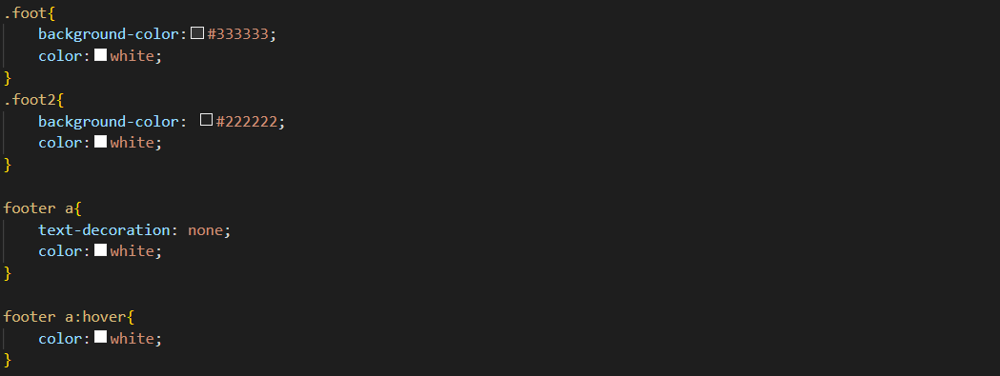 .foot{
    background-color:#333333;
    color:white;
}
.foot2{
    background-color: #222222;
    color:white;
}

footer a{
    text-decoration: none;
    color:white;
}

footer a:hover{
    color:white;
}